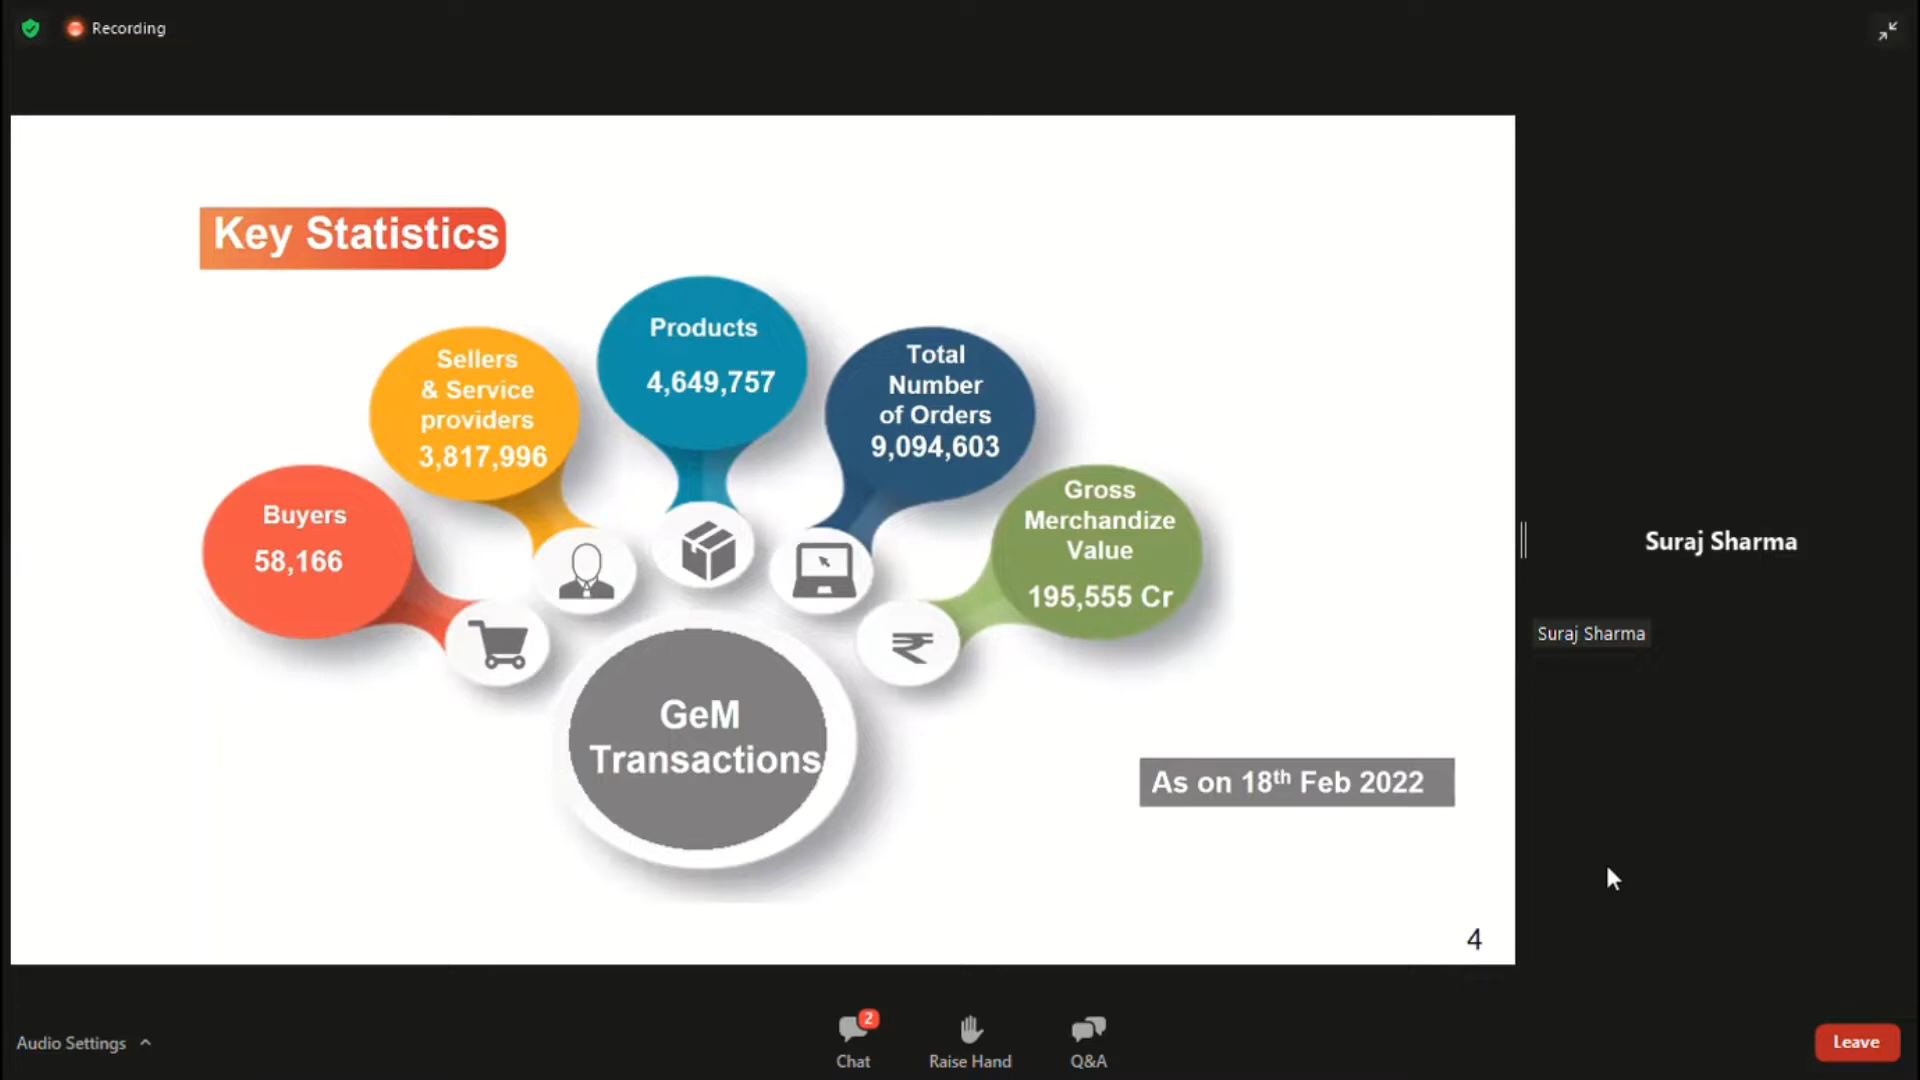 Recording
Key Statistics
Products
4,649,757
Sellers
& Service
providers
3,817,996
Total
Number
of Orders
9,094,603
Buyers
58,166
Gross
Merchandize
Value
195,555 Cr
GeM
Transactions
As on 18th Feb 2022
4
Suraj Sharma
Suraj Sharma
Audio Settings
2
Chat
Raise Hand
Q&A
Leave